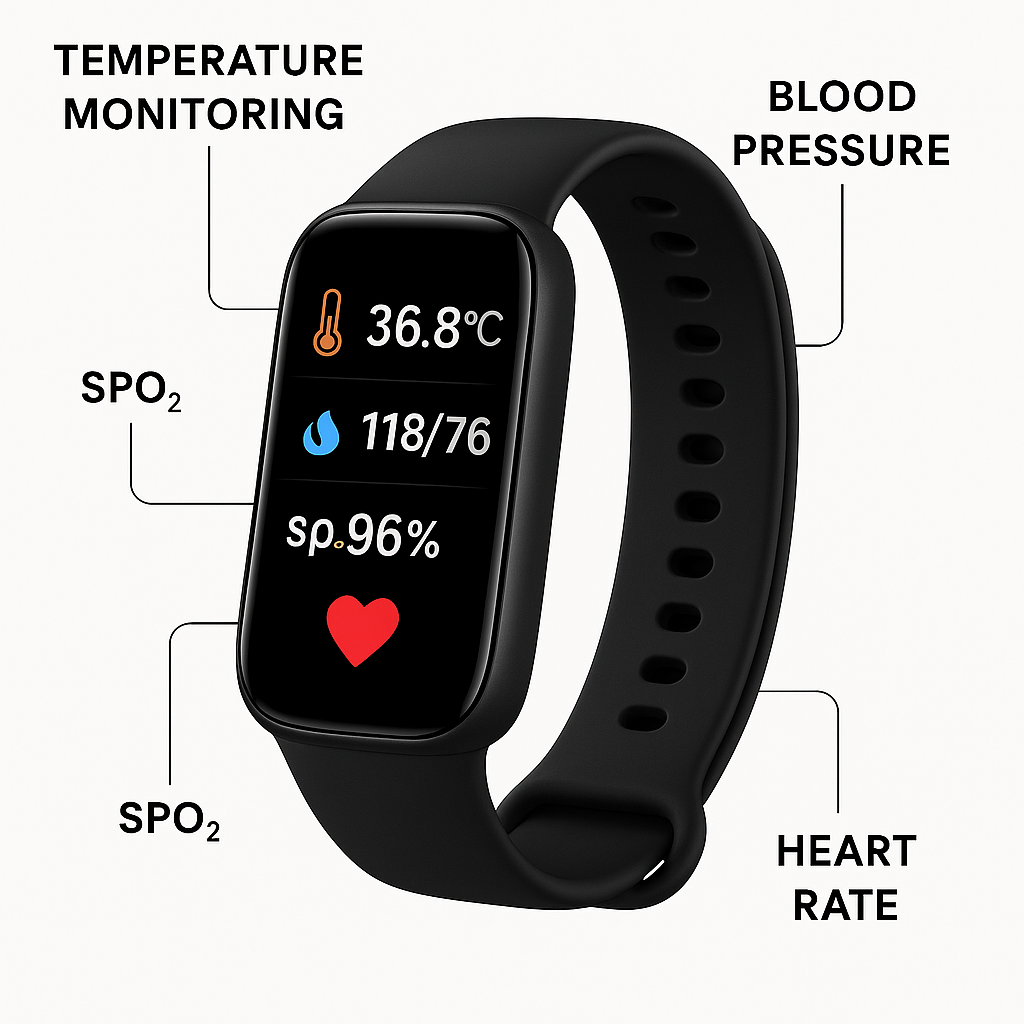 TEMPERATURE
MONITORING
BLOOD
PRESSURE
36.8°C
SPO₂
118/76
Sp.96%
SPO₂
HEART
RATE